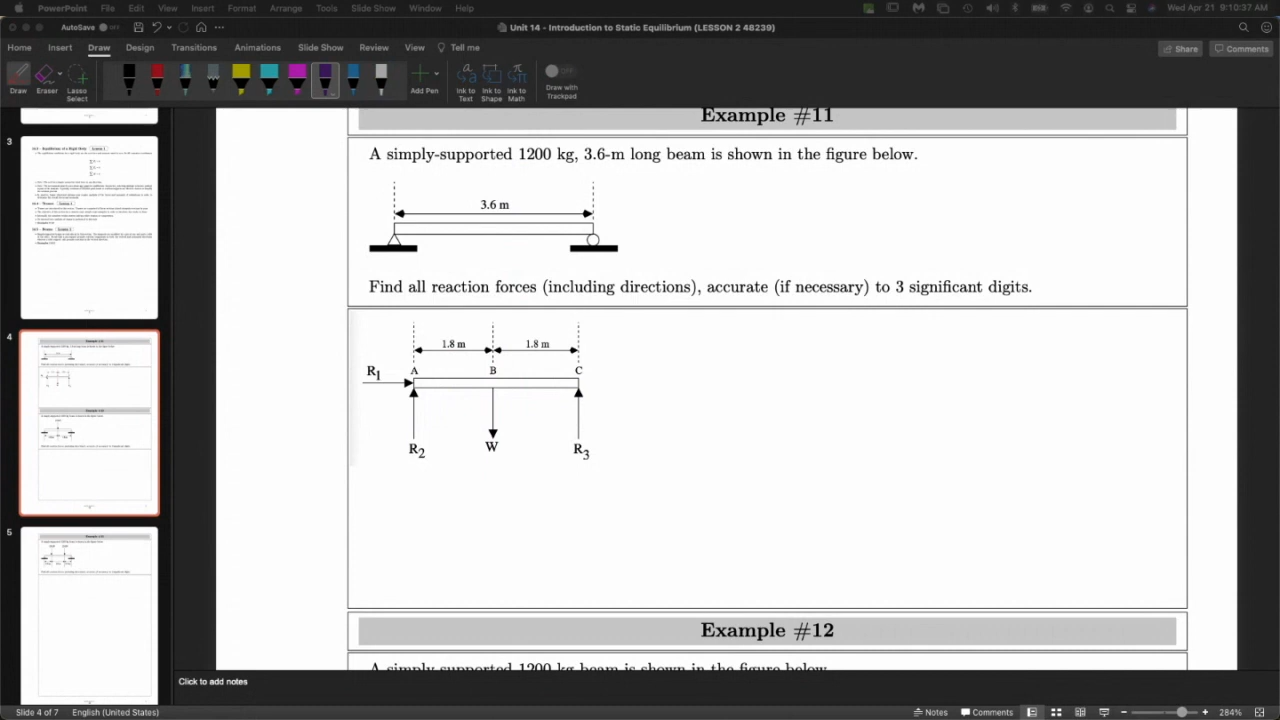 PowerPoint File Edit View Insert Format Arrange Tools Slide Show Window Help Wed Apr 21 9:10:37 AM
AutoSave OFF Unit 14 - Introduction to Static Equilibrium (LESSON 2 48239)
Home Insert Draw Design Transitions Animations Slide Show Review View Tell me Share Comments
Draw Eraser Lasso Select Add Pen Ink to Text Ink to Shape Ink to Math OFF Draw with Trackpad
3
4
5
Example #11
A simply-supported 1200 kg, 3.6-m long beam is shown in the figure below.
3.6 m
Find all reaction forces (including directions), accurate (if necessary) to 3 significant digits.
1.8 m 1.8 m
R1 A B C
R2 W R3
Example #12
A simply-supported 1200 kg beam is shown in the figure below.
Click to add notes
Slide 4 of 7 English (United States) Notes Comments 284%